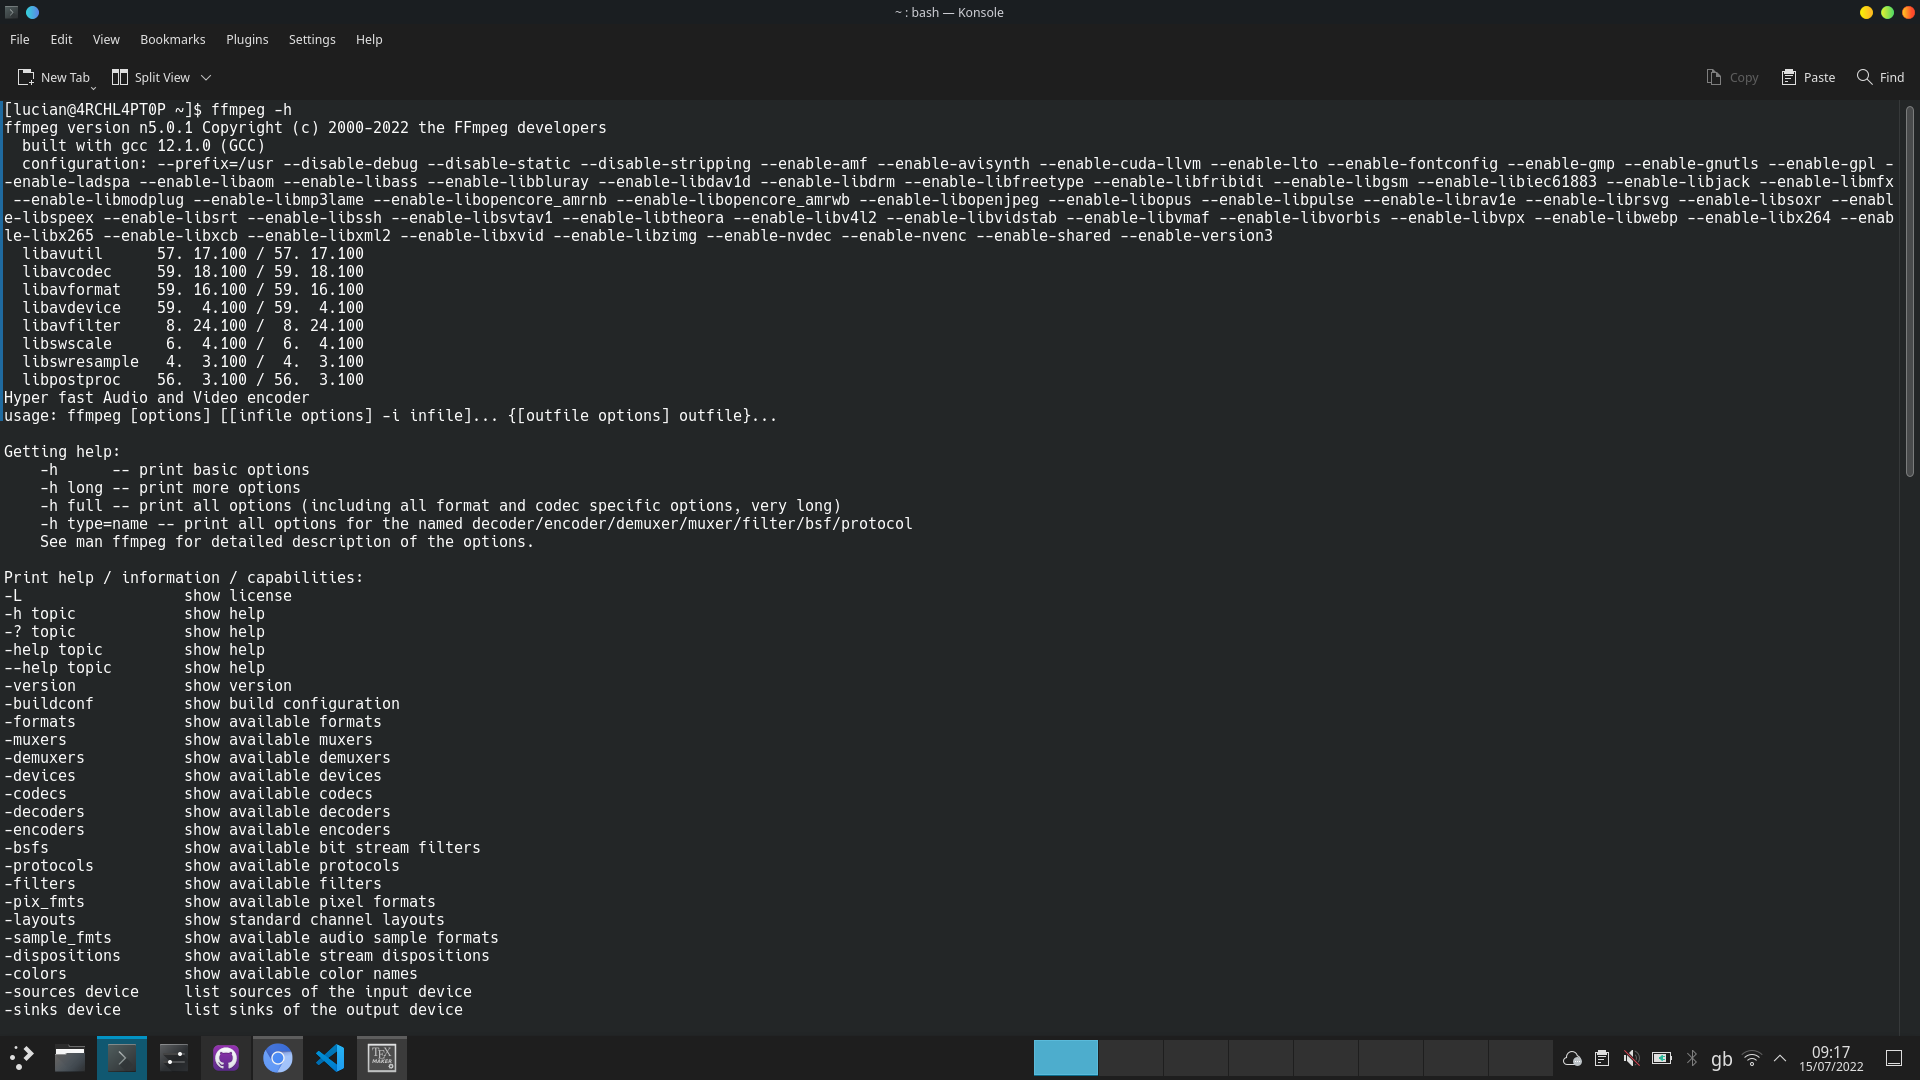 ~ : bash — Konsole
File Edit View Bookmarks Plugins Settings Help
New Tab Split View Copy Paste Find
[lucian@4RCHL4PT0P ~]$ ffmpeg -h
ffmpeg version n5.0.1 Copyright (c) 2000-2022 the FFmpeg developers
  built with gcc 12.1.0 (GCC)
  configuration: --prefix=/usr --disable-debug --disable-static --disable-stripping --enable-amf --enable-avisynth --enable-cuda-llvm --enable-lto --enable-fontconfig --enable-gmp --enable-gnutls --enable-gpl -
-enable-ladspa --enable-libaom --enable-libass --enable-libbluray --enable-libdav1d --enable-libdrm --enable-libfreetype --enable-libfribidi --enable-libgsm --enable-libiec61883 --enable-libjack --enable-libmfx
 --enable-libmodplug --enable-libmp3lame --enable-libopencore_amrnb --enable-libopencore_amrwb --enable-libopenjpeg --enable-libopus --enable-libpulse --enable-librav1e --enable-librsvg --enable-libsoxr --enabl
e-libspeex --enable-libsrt --enable-libssh --enable-libsvtav1 --enable-libtheora --enable-libv4l2 --enable-libvidstab --enable-libvmaf --enable-libvorbis --enable-libvpx --enable-libwebp --enable-libx264 --enab
le-libx265 --enable-libxcb --enable-libxml2 --enable-libxvid --enable-libzimg --enable-nvdec --enable-nvenc --enable-shared --enable-version3
  libavutil      57. 17.100 / 57. 17.100
  libavcodec     59. 18.100 / 59. 18.100
  libavformat    59. 16.100 / 59. 16.100
  libavdevice    59.  4.100 / 59.  4.100
  libavfilter     8. 24.100 /  8. 24.100
  libswscale      6.  4.100 /  6.  4.100
  libswresample   4.  3.100 /  4.  3.100
  libpostproc    56.  3.100 / 56.  3.100
Hyper fast Audio and Video encoder
usage: ffmpeg [options] [[infile options] -i infile]... {[outfile options] outfile}...
Getting help:
    -h      -- print basic options
    -h long -- print more options
    -h full -- print all options (including all format and codec specific options, very long)
    -h type=name -- print all options for the named decoder/encoder/demuxer/muxer/filter/bsf/protocol
    See man ffmpeg for detailed description of the options.
Print help / information / capabilities:
-L                  show license
-h topic            show help
-? topic            show help
-help topic         show help
--help topic        show help
-version            show version
-buildconf          show build configuration
-formats            show available formats
-muxers             show available muxers
-demuxers           show available demuxers
-devices            show available devices
-codecs             show available codecs
-decoders           show available decoders
-encoders           show available encoders
-bsfs               show available bit stream filters
-protocols          show available protocols
-filters            show available filters
-pix_fmts           show available pixel formats
-layouts            show standard channel layouts
-sample_fmts        show available audio sample formats
-dispositions       show available stream dispositions
-colors             show available color names
-sources device     list sources of the input device
-sinks device       list sinks of the output device
TEX
MAKER
gb
09:17
15/07/2022